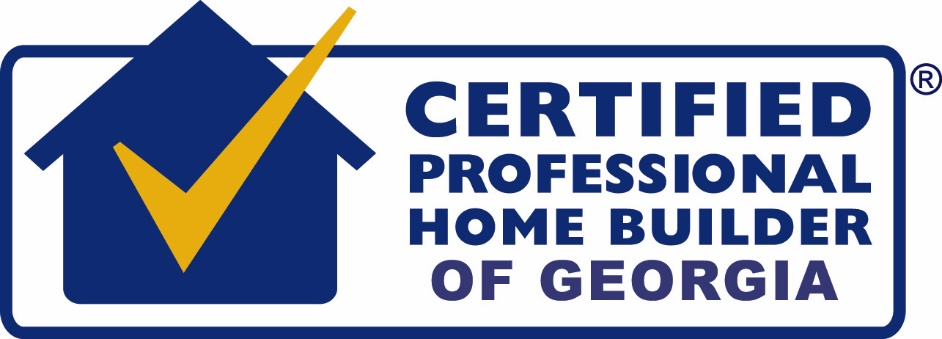 CERTIFIED ®
PROFESSIONAL
HOME BUILDER
OF GEORGIA